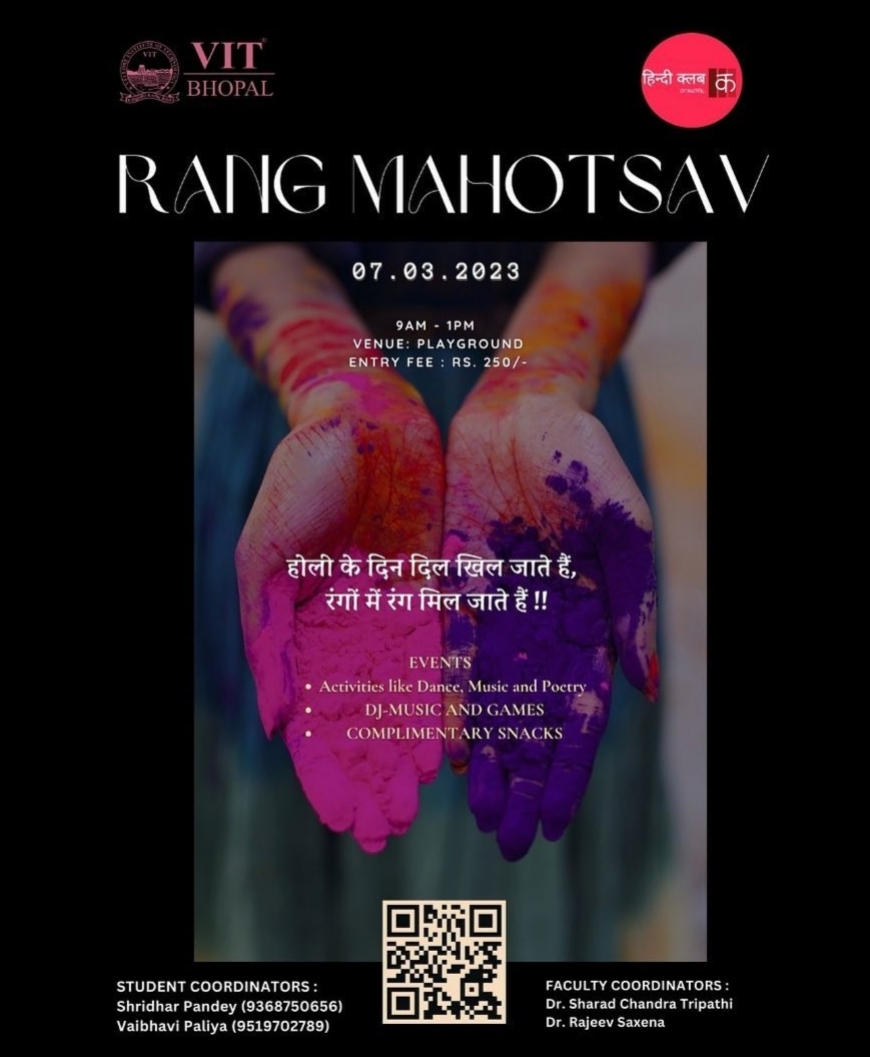 VIT
VIT
BHOPAL
हिन्दी क्लब क
RANG MAHOTSAV
07.03.2023
9AM - 1PM
VENUE: PLAYGROUND
ENTRY FEE : RS. 250/-
होली के दिन दिल खिल जाते हैं,
रंगों में रंग मिल जाते हैं !!
EVENTS
• Activities like Dance, Music and Poetry
• DJ-MUSIC AND GAMES
• COMPLIMENTARY SNACKS
STUDENT COORDINATORS :
Shridhar Pandey (9368750656)
Vaibhavi Paliya (9519702789)
FACULTY COORDINATORS :
Dr. Sharad Chandra Tripathi
Dr. Rajeev Saxena